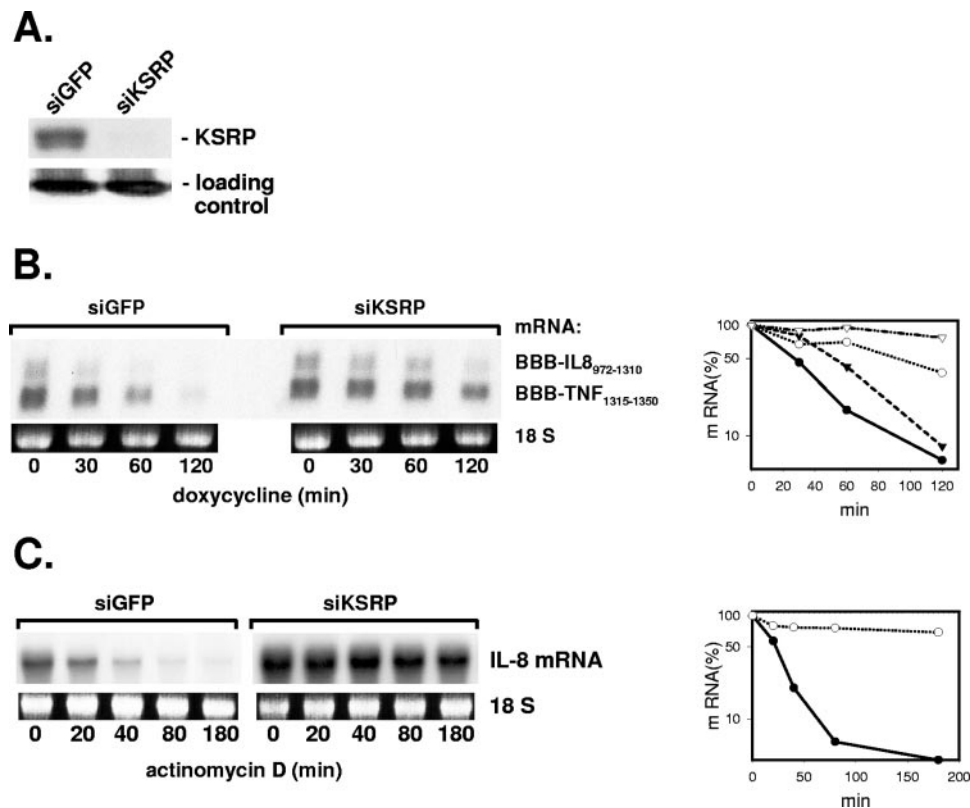 A.
siGFP siKSRP
- KSRP
- loading
control
B.
siGFP siKSRP
mRNA:
BBB-IL8972-1310
BBB-TNF1315-1350
18 S
0 30 60 120 0 30 60 120
doxycycline (min)
m RNA(%)
100
50
10
0 20 40 60 80 100 120
min
C.
siGFP siKSRP
IL-8 mRNA
18 S
0 20 40 80 180 0 20 40 80 180
actinomycin D (min)
m RNA(%)
100
50
10
0 50 100 150 200
min